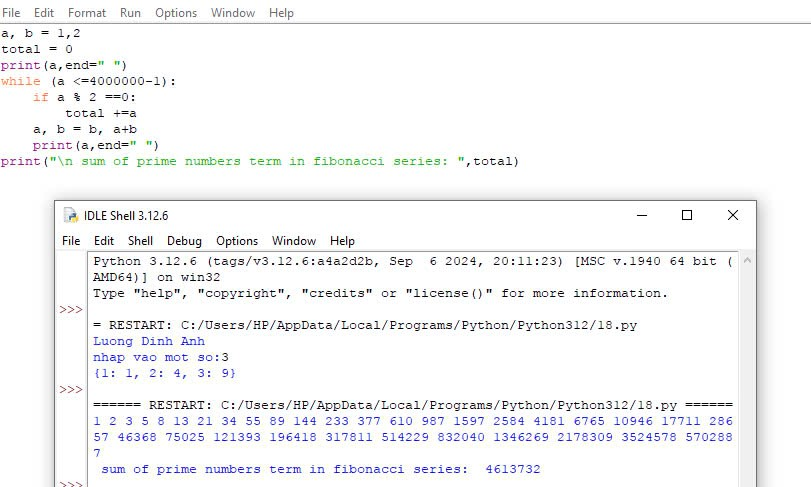 File Edit Format Run Options Window Help
a, b = 1,2
total = 0
print(a,end=" ")
while (a <=4000000-1):
    if a % 2 ==0:
        total +=a
    a, b = b, a+b
    print(a,end=" ")
print("\n sum of prime numbers term in fibonacci series: ",total)
IDLE Shell 3.12.6
File Edit Shell Debug Options Window Help
Python 3.12.6 (tags/v3.12.6:a4a2d2b, Sep  6 2024, 20:11:23) [MSC v.1940 64 bit (
AMD64)] on win32
Type "help", "copyright", "credits" or "license()" for more information.
>>>
= RESTART: C:/Users/HP/AppData/Local/Programs/Python/Python312/18.py
Luong Dinh Anh
nhap vao mot so:3
{1: 1, 2: 4, 3: 9}
>>>
====== RESTART: C:/Users/HP/AppData/Local/Programs/Python/Python312/18.py ======
1 2 3 5 8 13 21 34 55 89 144 233 377 610 987 1597 2584 4181 6765 10946 17711 286
57 46368 75025 121393 196418 317811 514229 832040 1346269 2178309 3524578 570288
7
 sum of prime numbers term in fibonacci series:  4613732
>>>